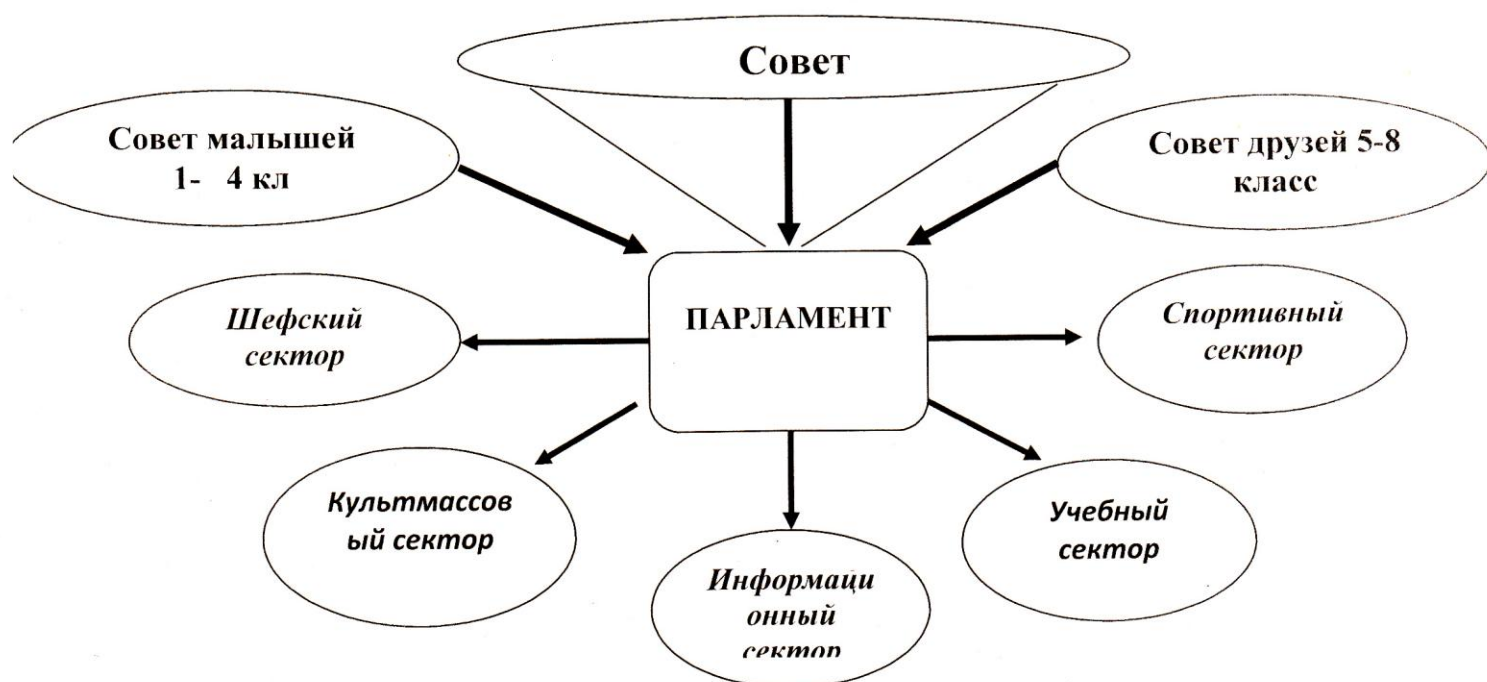 Совет
Совет малышей
1- 4 кл
Совет друзей 5-8
класс
ПАРЛАМЕНТ
Шефский
сектор
Спортивный
сектор
Культмассов
ый сектор
Учебный
сектор
Информаци
онный
сектор